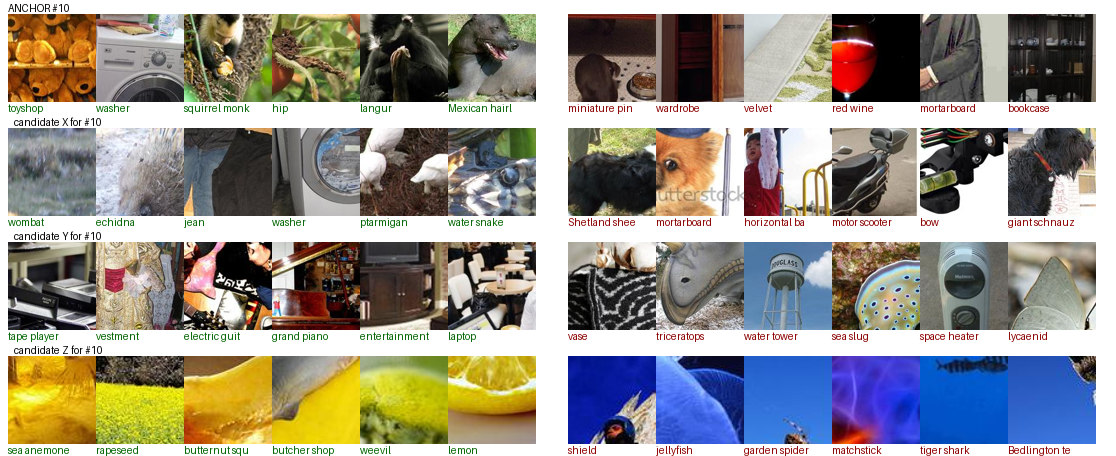 ANCHOR #10
toyshop washer squirrel monk hip langur Mexican hairl miniature pin wardrobe velvet red wine mortarboard bookcase
candidate X for #10
utterstock
wombat echidna jean washer ptarmigan water snake Shetland shee mortarboard horizontal ba motor scooter bow giant schnauz
candidate Y for #10
DOUGLASS
tape player vestment electric guit grand piano entertainment laptop vase triceratops water tower sea slug space heater lycaenid
candidate Z for #10
sea anemone rapeseed butternut squ butcher shop weevil lemon shield jellyfish garden spider matchstick tiger shark Bedlington te